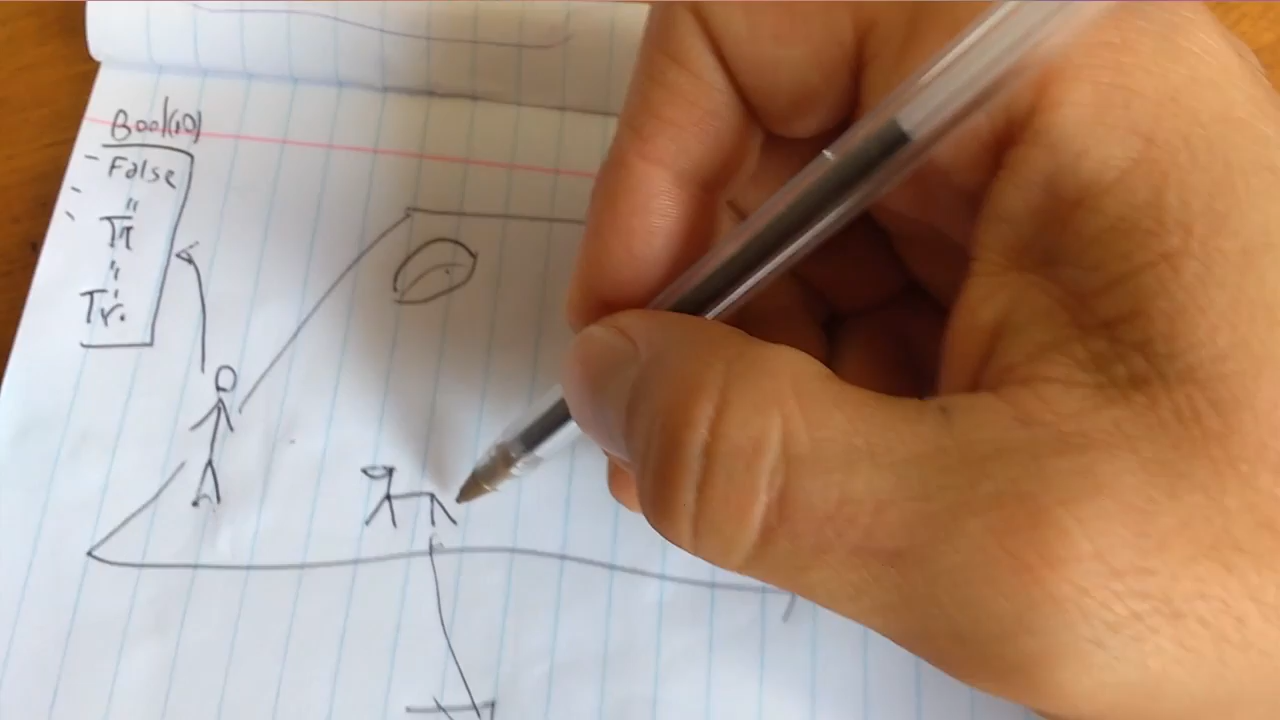 Bool(10)
False
"
Tr
"
Tr.